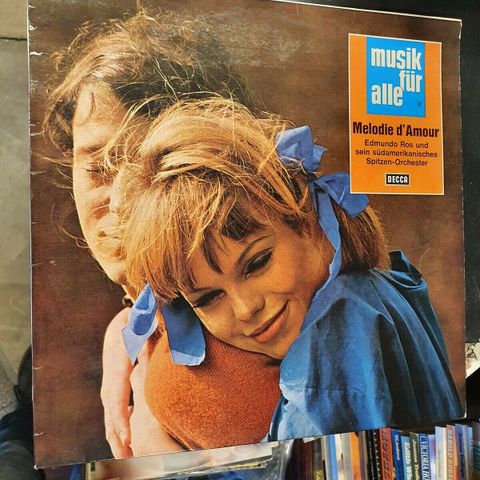 musik
für
alle
Melodie d'Amour
Edmundo Ros und
sein südamerikanisches
Spitzen-Orchester
DECCA